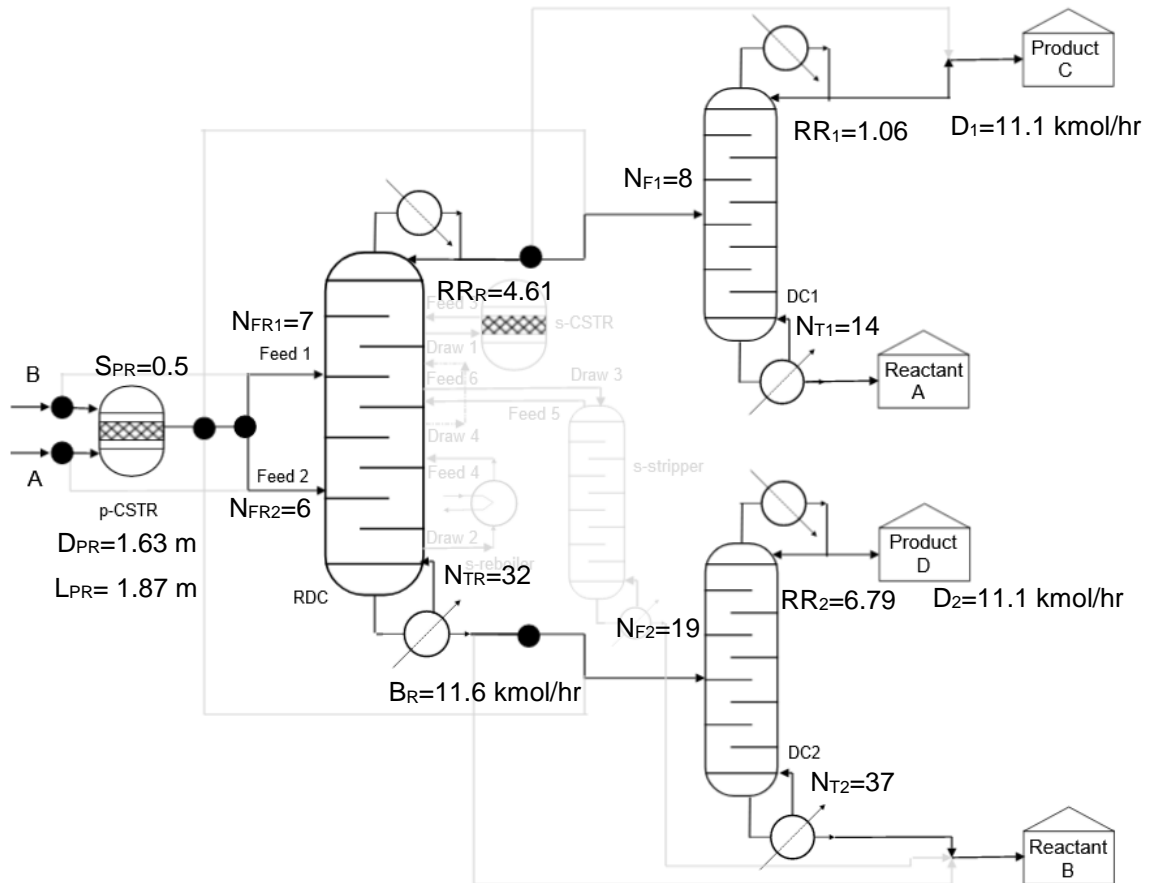 Product
C
RR1=1.06
D1=11.1 kmol/hr
NF1=8
DC1
NT1=14
Reactant
A
RRR=4.61
Feed 3
s-CSTR
Draw 1
NFR1=7
Feed 1
Feed 6
Draw 3
Feed 5
B
SPR=0.5
Draw 4
A
p-CSTR
Feed 2
NFR2=6
Feed 4
s-stripper
DPR=1.63 m
LPR= 1.87 m
Draw 2
s-reboiler
NTR=32
RDC
Product
D
RR2=6.79
D2=11.1 kmol/hr
NF2=19
BR=11.6 kmol/hr
DC2
NT2=37
Reactant
B